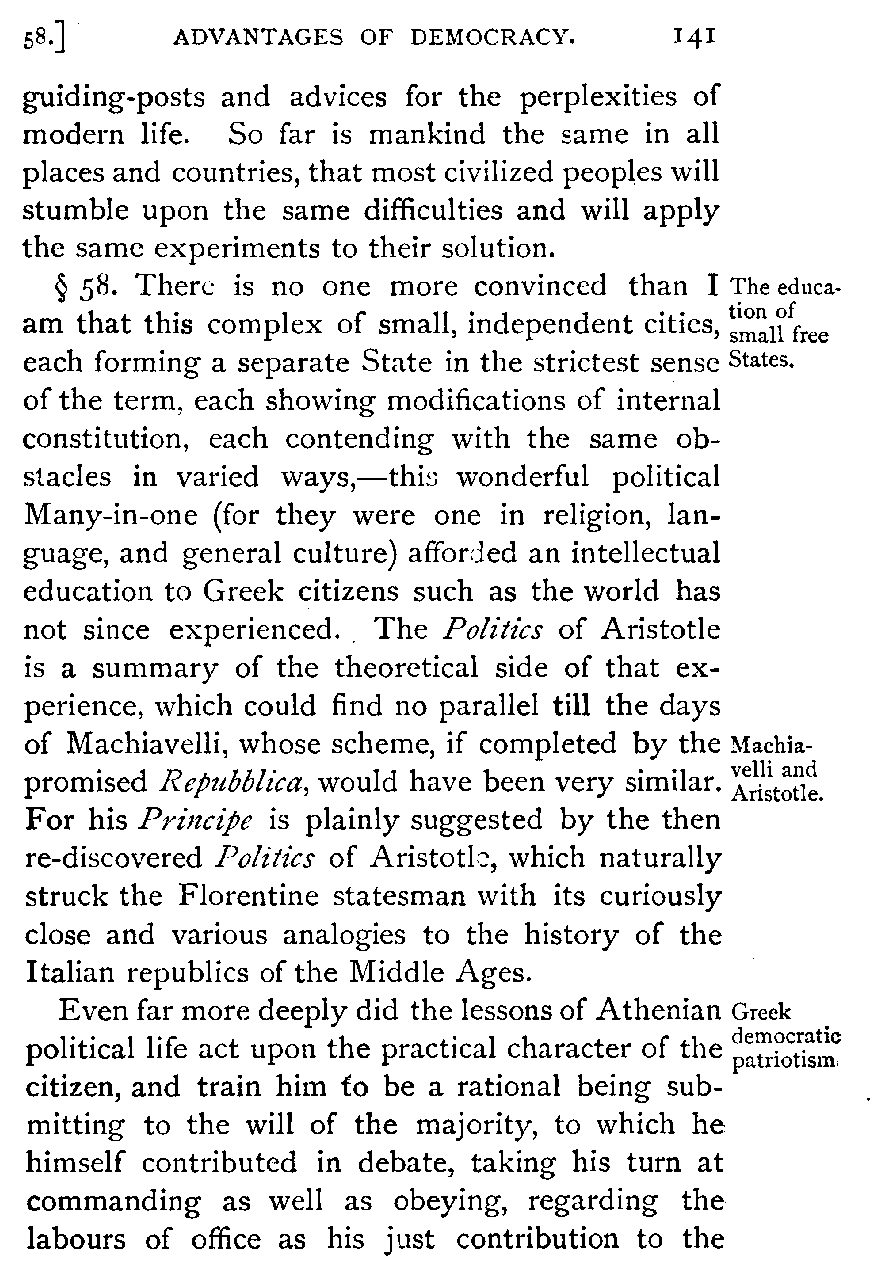 58.] ADVANTAGES OF DEMOCRACY. 141
guiding-posts and advices for the perplexities of
modern life. So far is mankind the same in all
places and countries, that most civilized peoples will
stumble upon the same difficulties and will apply
the same experiments to their solution.
§ 58. There is no one more convinced than I
am that this complex of small, independent cities,
each forming a separate State in the strictest sense
of the term, each showing modifications of internal
constitution, each contending with the same ob-
stacles in varied ways,—this wonderful political
Many-in-one (for they were one in religion, lan-
guage, and general culture) afforded an intellectual
education to Greek citizens such as the world has
not since experienced. The Politics of Aristotle
is a summary of the theoretical side of that ex-
perience, which could find no parallel till the days
of Machiavelli, whose scheme, if completed by the
promised Repubblica, would have been very similar.
For his Principe is plainly suggested by the then
re-discovered Politics of Aristotle, which naturally
struck the Florentine statesman with its curiously
close and various analogies to the history of the
Italian republics of the Middle Ages.
Even far more deeply did the lessons of Athenian
political life act upon the practical character of the
citizen, and train him to be a rational being sub-
mitting to the will of the majority, to which he
himself contributed in debate, taking his turn at
commanding as well as obeying, regarding the
labours of office as his just contribution to the
The educa-
tion of
small free
States.
Machia-
velli and
Aristotle.
Greek
democratic
patriotism.